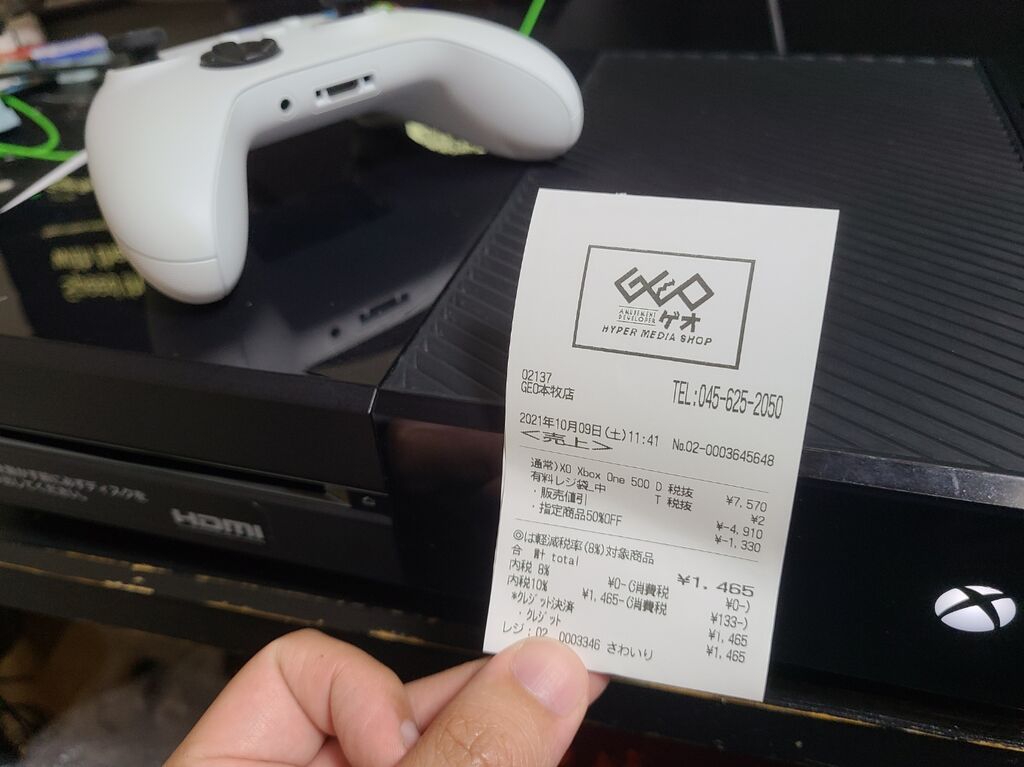 GEO
AMUSEMENT
DEVELOPER
ゲオ
HYPER MEDIA SHOP
02137
GEO本牧店
TEL:045-625-2050
2021年10月09日(土)11:41 No.02-0003645648
<売上>
通常)XO Xbox One 500 D 税抜 ¥7,570
有料レジ袋_中 T 税抜 ¥2
・販売値引 ¥-4,910
・指定商品50%OFF ¥-1,330
◎は軽減税率(8%)対象商品
合 計 total ¥1,465
内税 8% ¥0-(消費税 ¥0-)
内税10% ¥1,465-(消費税 ¥133-)
*クレジット決済 ¥1,465
・クレジット ¥1,465
レジ:02 0003346 さわいり
HDMI